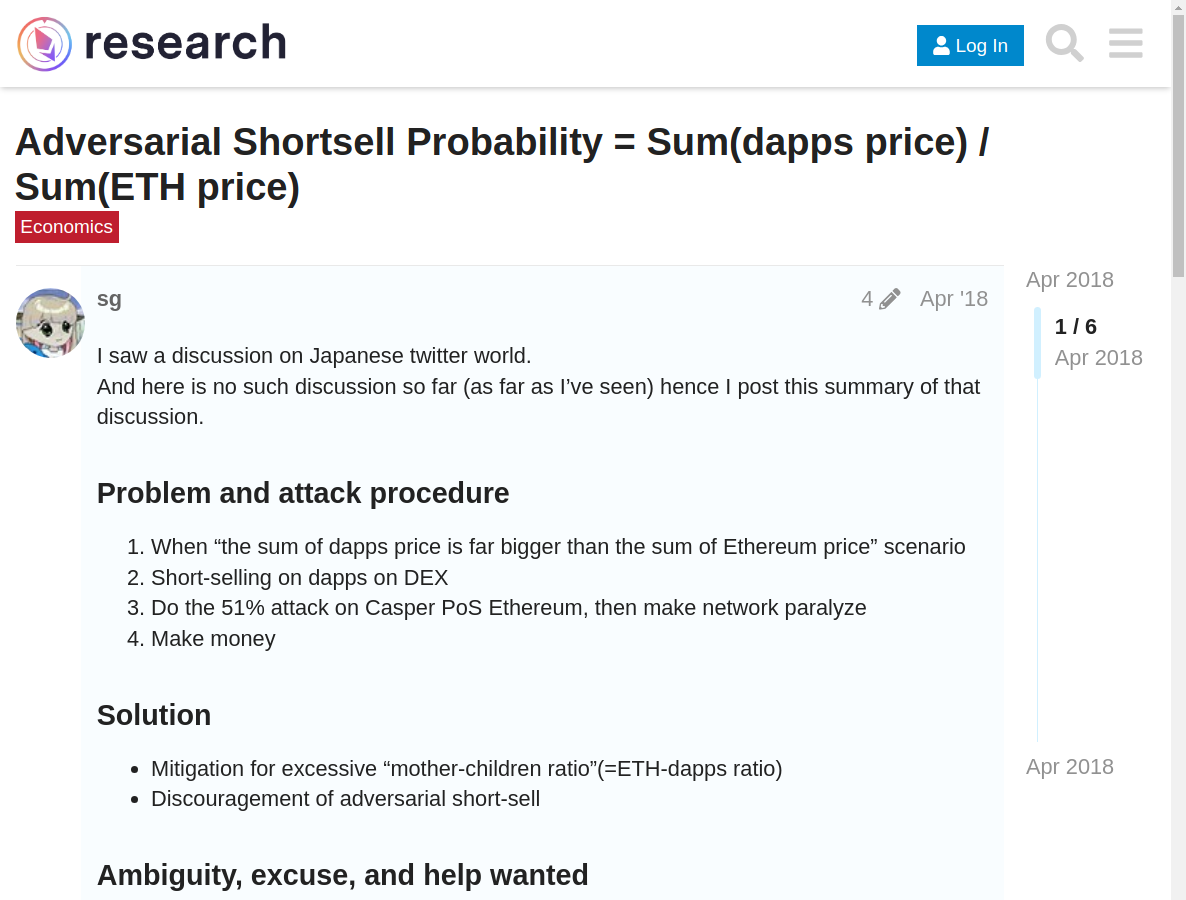 research
Log In
Adversarial Shortsell Probability = Sum(dapps price) /
Sum(ETH price)
Economics
sg
4
Apr '18
I saw a discussion on Japanese twitter world.
And here is no such discussion so far (as far as I’ve seen) hence I post this summary of that
discussion.
Problem and attack procedure
1. When “the sum of dapps price is far bigger than the sum of Ethereum price” scenario
2. Short-selling on dapps on DEX
3. Do the 51% attack on Casper PoS Ethereum, then make network paralyze
4. Make money
Solution
• Mitigation for excessive “mother-children ratio”(=ETH-dapps ratio)
• Discouragement of adversarial short-sell
Ambiguity, excuse, and help wanted
Apr 2018
1 / 6
Apr 2018
Apr 2018